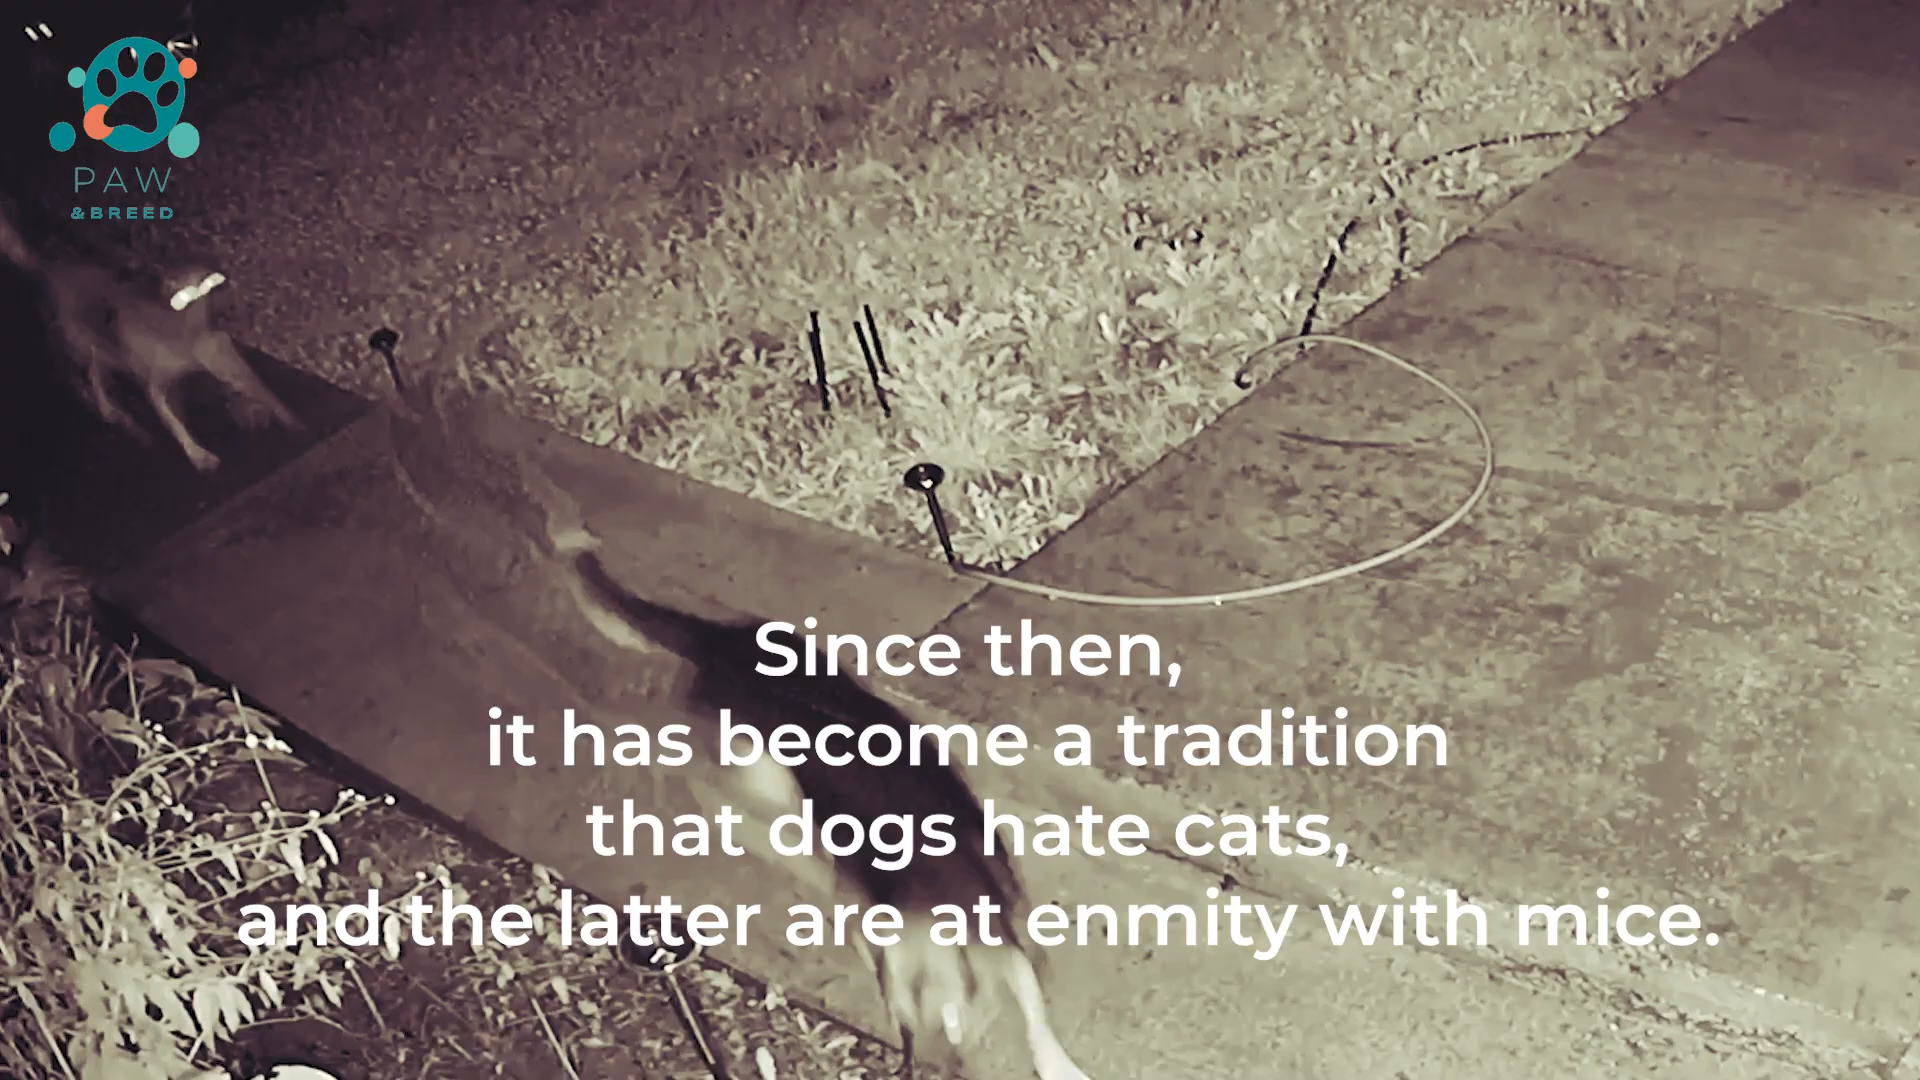 PAW
&BREED
Since then,
it has become a tradition
that dogs hate cats,
and the latter are at enmity with mice.